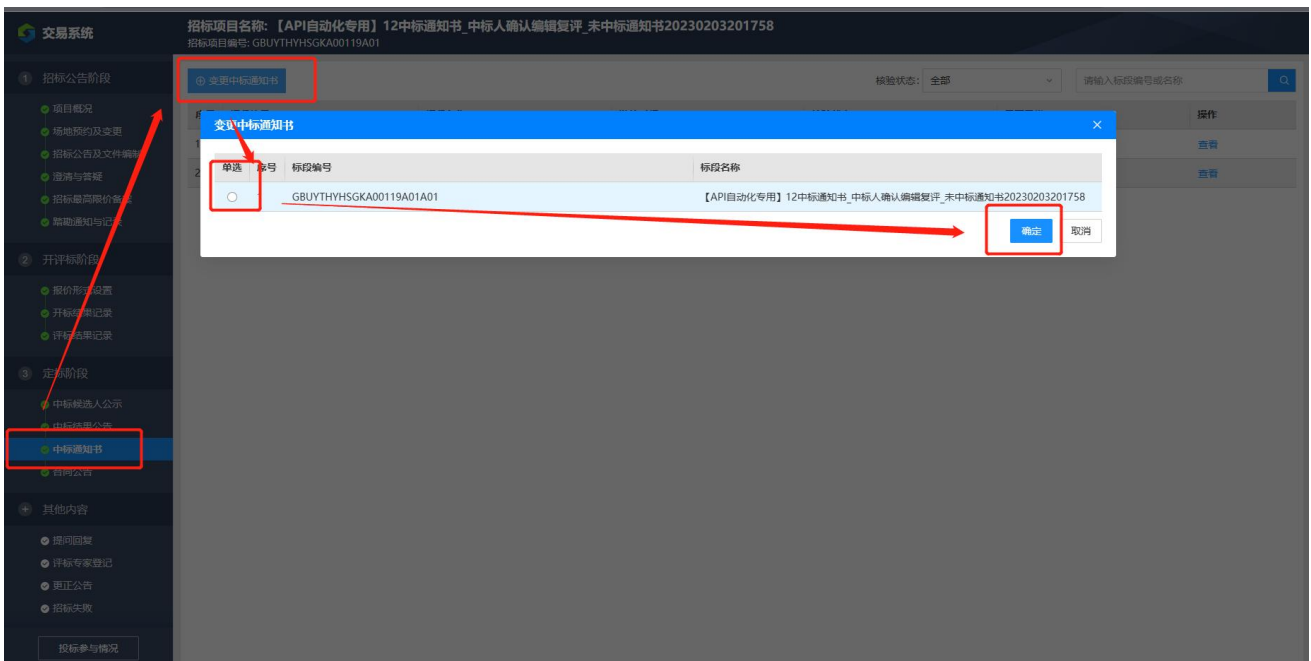 交易系统
招标项目名称:【API自动化专用】12中标通知书_中标人确认编辑复评_未中标通知书20230203201758
招标项目编号: GBUYTHYHSGKA00119A01
1 招标公告阶段
项目概况
场地预约及变更
招标公告及文件编制
澄清与答疑
招标最高限价备案
踏勘通知与记录
2 开评标阶段
报价形式设置
开标结果记录
评标结果记录
3 定标阶段
中标候选人公示
中标结果公告
中标通知书
合同公告
其他内容
提问回复
评标专家登记
更正公告
招标失败
投标参与情况
变更中标通知书
核验状态: 全部
请输入标段编号或名称
操作
1 查看
2 查看
变更中标通知书
单选 序号 标段编号 标段名称
GBUYTHYHSGKA00119A01A01 【API自动化专用】12中标通知书_中标人确认编辑复评_未中标通知书20230203201758
确定 取消